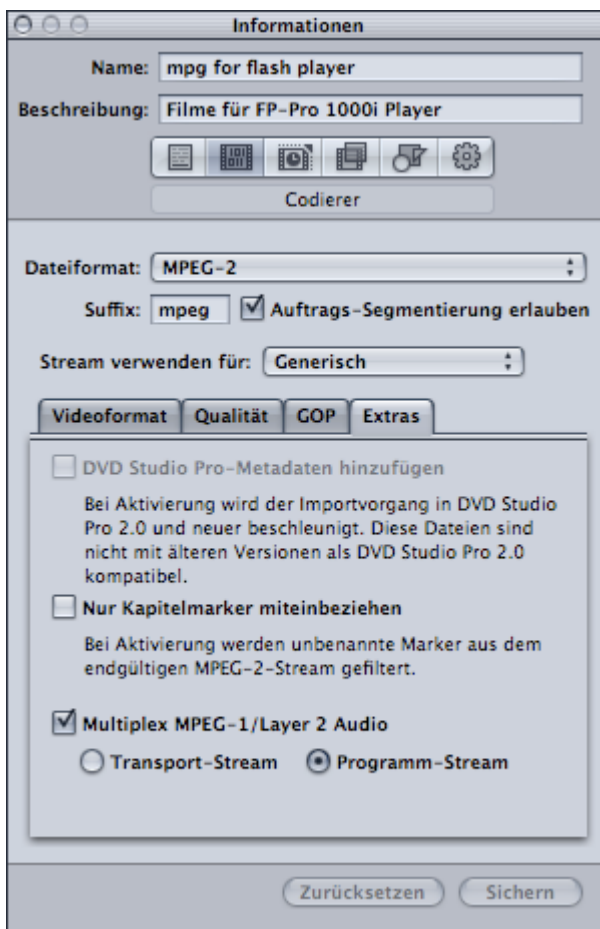 Informationen
Name: mpg for flash player
Beschreibung: Filme für FP-Pro 1000i Player
Codierer
Dateiformat: MPEG-2
Suffix: mpeg Auftrags-Segmentierung erlauben
Stream verwenden für: Generisch
Videoformat Qualität GOP Extras
DVD Studio Pro-Metadaten hinzufügen
Bei Aktivierung wird der Importvorgang in DVD Studio
Pro 2.0 und neuer beschleunigt. Diese Dateien sind
nicht mit älteren Versionen als DVD Studio Pro 2.0
kompatibel.
Nur Kapitelmarker miteinbeziehen
Bei Aktivierung werden unbenannte Marker aus dem
endgültigen MPEG-2-Stream gefiltert.
Multiplex MPEG-1/Layer 2 Audio
Transport-Stream Programm-Stream
Zurücksetzen Sichern